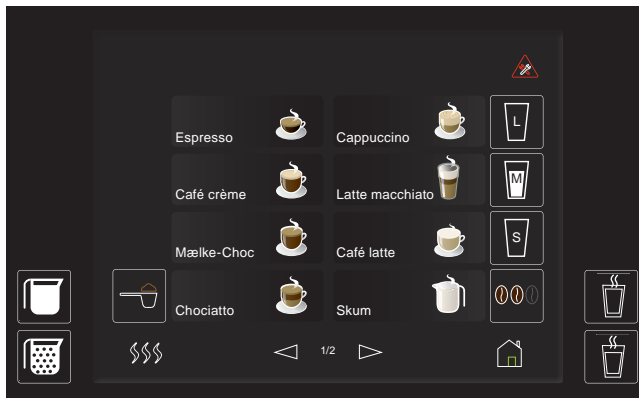 L
Espresso
Cappuccino
M
Café crème
Latte macchiato
S
Mælke-Choc
Café latte
Chociatto
Skum
1/2